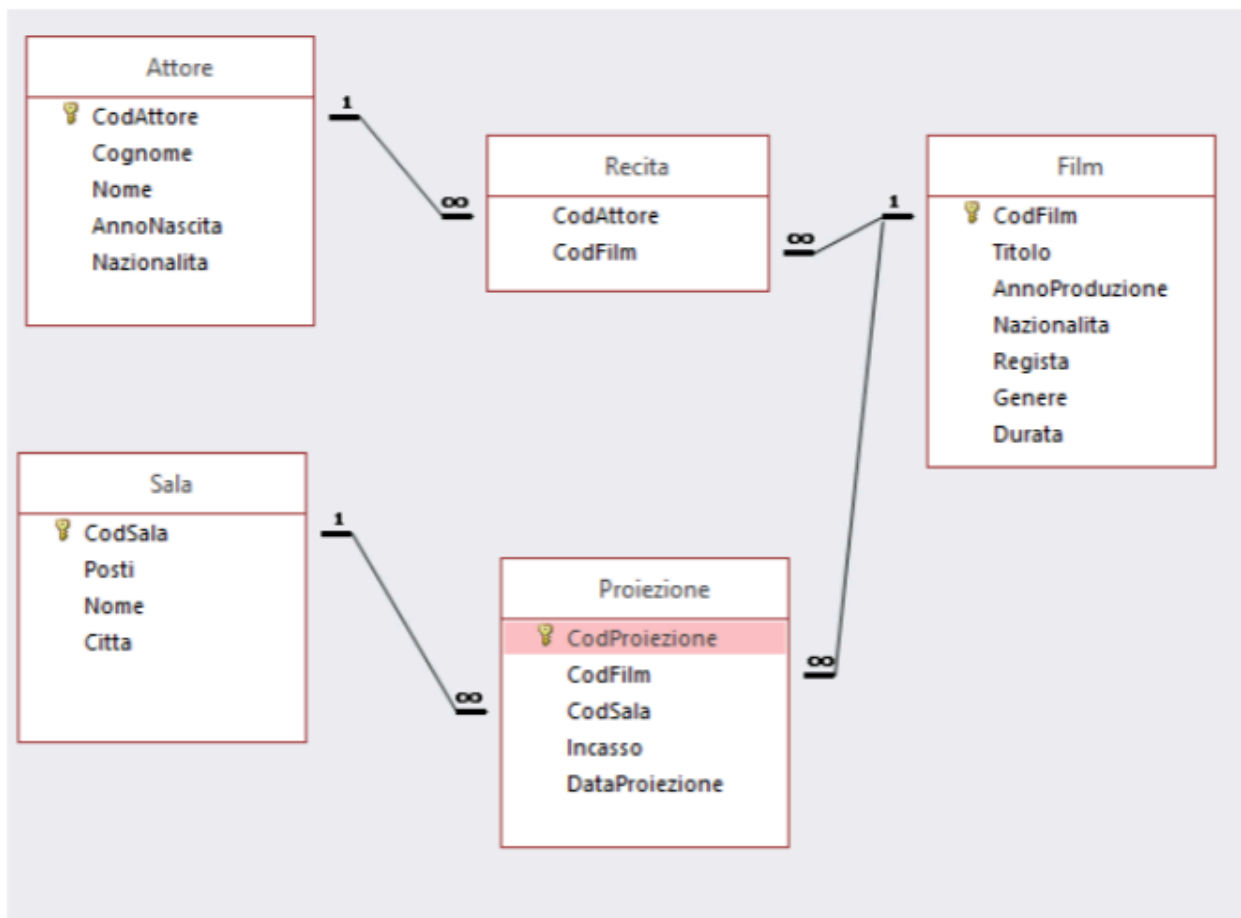 Attore
CodAttore
Cognome
Nome
AnnoNascita
Nazionalita
1
∞
Recita
CodAttore
CodFilm
∞
1
Film
CodFilm
Titolo
AnnoProduzione
Nazionalita
Regista
Genere
Durata
Sala
CodSala
Posti
Nome
Citta
1
∞
Proiezione
CodProiezione
CodFilm
CodSala
Incasso
DataProiezione
∞